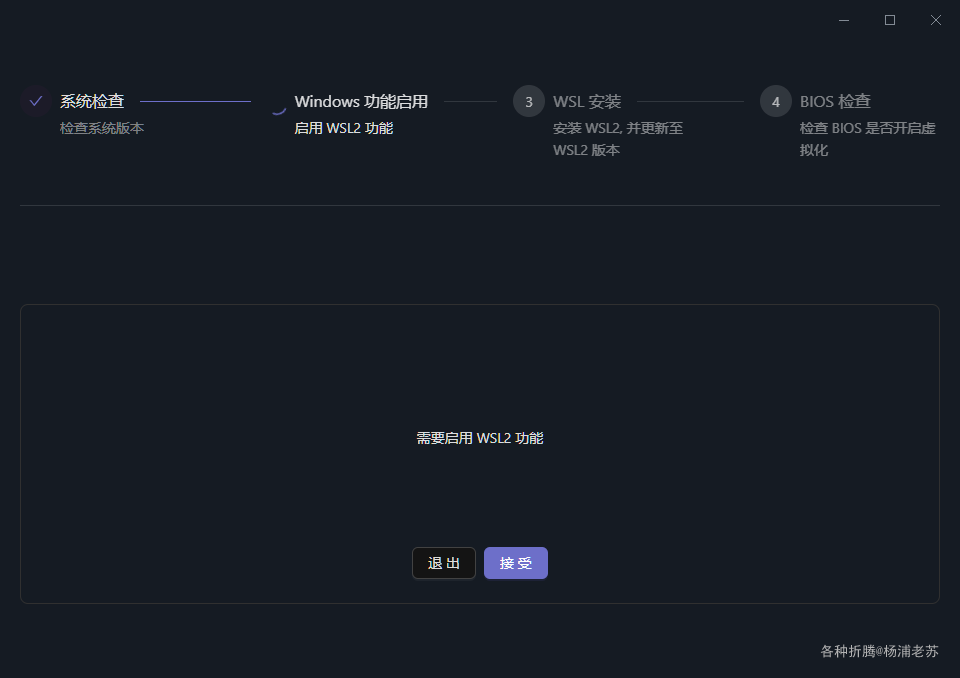 系统检查
检查系统版本
Windows 功能启用
启用 WSL2 功能
3
WSL 安装
安装 WSL2, 并更新至
WSL2 版本
4
BIOS 检查
检查 BIOS 是否开启虚
拟化
需要启用 WSL2 功能
退 出
接 受
各种折腾@杨浦老苏